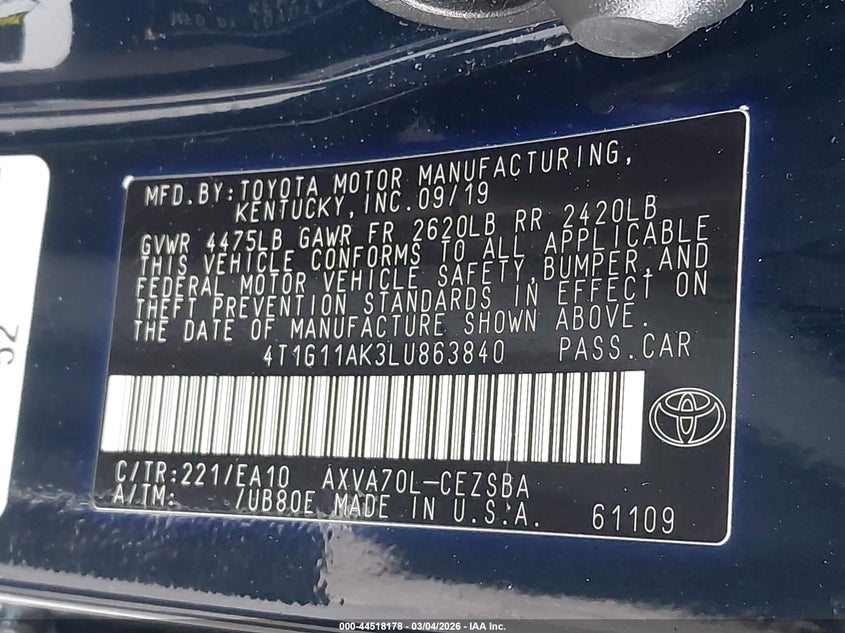 MFD.BY:TOYOTA MOTOR MANUFACTURING,
KENTUCKY,INC.09/19
GVWR 4475LB GAWR FR 2620LB RR 2420LB
THIS VEHICLE CONFORMS TO ALL APPLICABLE
FEDERAL MOTOR VEHICLE SAFETY,BUMPER,AND
THEFT PREVENTION STANDARDS IN EFFECT ON
THE DATE OF MANUFACTURE SHOWN ABOVE.
4T1G11AK3LU863840 PASS.CAR
C/TR:221/EA10 AXVA70L-CEZSBA
A/TM: /UB80E MADE IN U.S.A. 61109
000-44518178 - 03/04/2026 - IAA Inc.